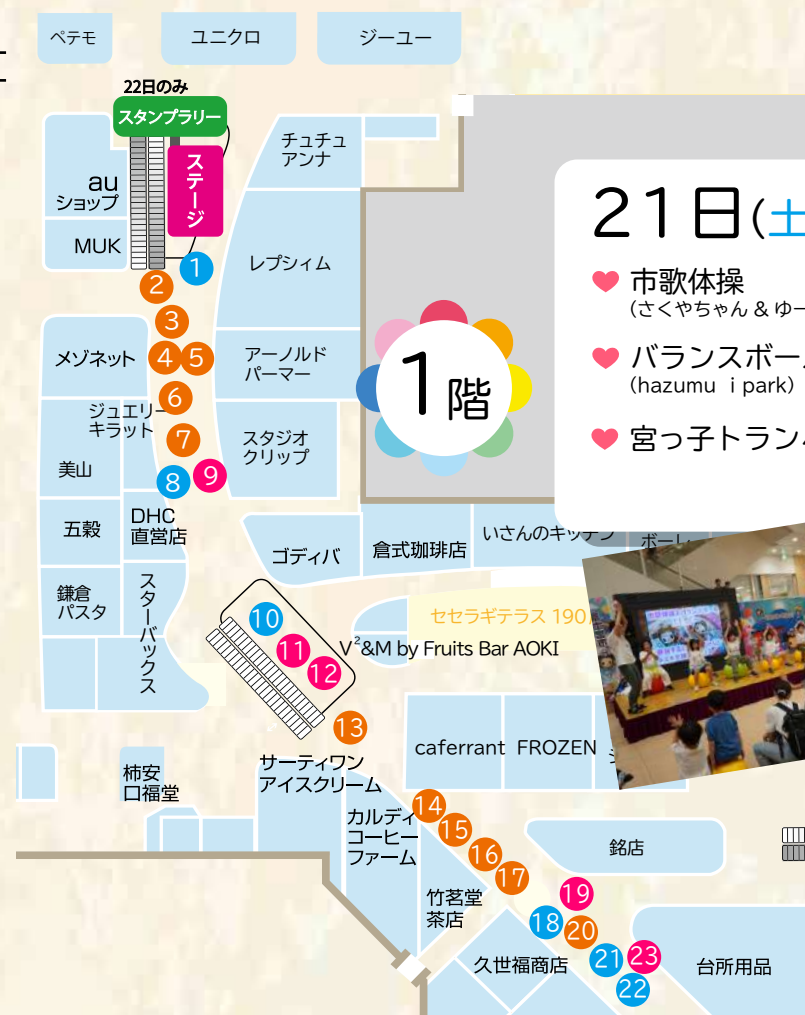 ペテモ
ユニクロ
ジーユー
22日のみ
スタンプラリー
ステージ
チュチュ
アンナ
au
ショップ
MUK
レプシィム
1
2
3
4
5
6
7
8
9
メゾネット
アーノルド
パーマー
ジュエリー
キラット
スタジオ
クリップ
美山
五穀
DHC
直営店
鎌倉
パスタ
スターバックス
1階
21日(土
市歌体操
(さくやちゃん & ゆー
バランスボー
(hazumu i park)
宮っ子トラン
ゴディバ
倉式珈琲店
いさんのキッチン
ボーレ
セセラギテラス 190
V²&M by Fruits Bar AOKI
10
11
12
13
サーティワン
アイスクリーム
柿安
口福堂
caferrant
FROZEN
カルディ
コーヒー
ファーム
14
15
16
17
竹茗堂
茶店
銘店
18
19
20
21
22
23
久世福商店
台所用品